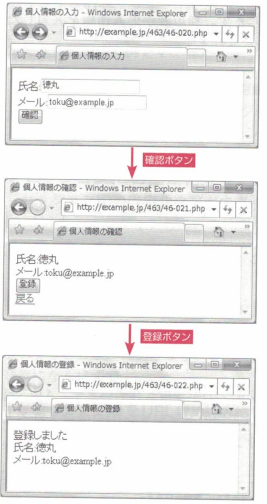 個人情報の入力 - Windows Internet Explorer
http://example.jp/463/46-020.php
個人情報の入力
氏名:徳丸
メール:toku@example.jp
確認
確認ボタン
個人情報の確認 - Windows Internet Explorer
http://example.jp/463/46-021.php
個人情報の確認
氏名:徳丸
メール:toku@example.jp
登録
戻る
登録ボタン
個人情報の登録 - Windows Internet Explorer
http://example.jp/463/46-022.php
個人情報の登録
登録しました
氏名:徳丸
メール:toku@example.jp